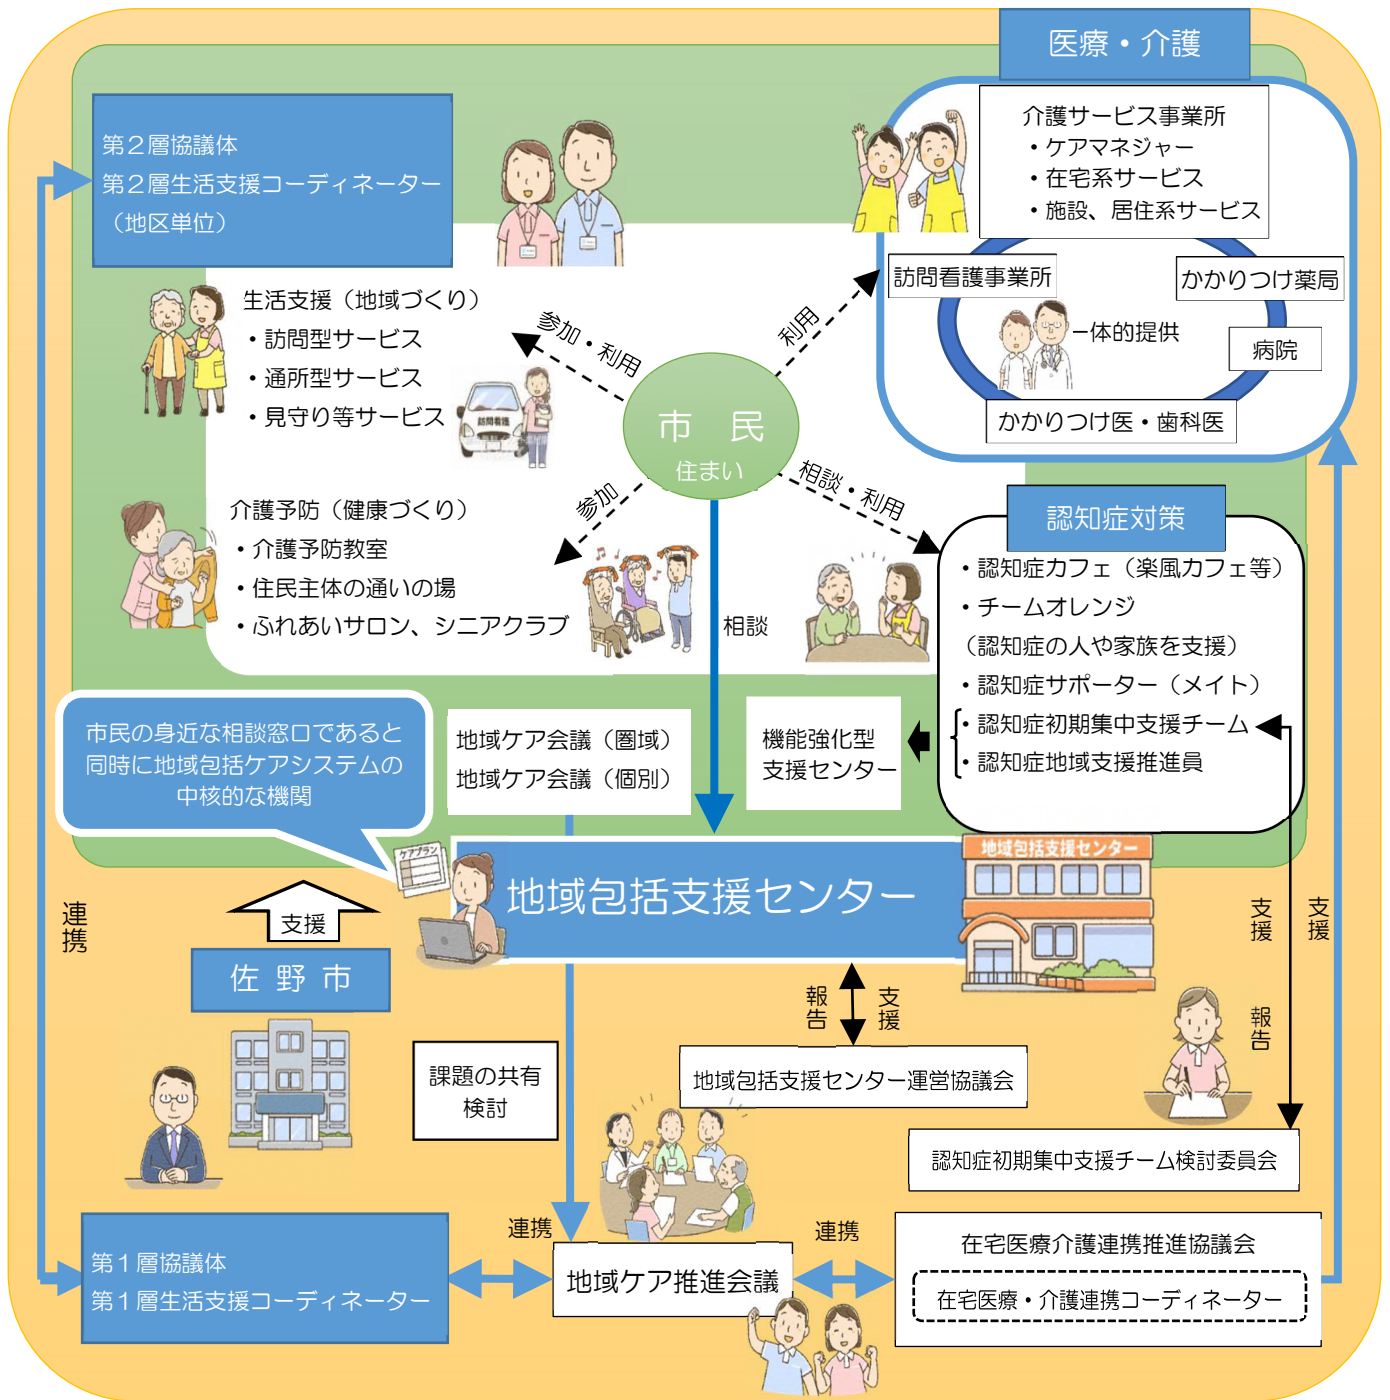 医療・介護
介護サービス事業所
・ケアマネジャー
・在宅系サービス
・施設、居住系サービス
訪問看護事業所
かかりつけ薬局
一体的提供
病院
かかりつけ医・歯科医
第２層協議体
第２層生活支援コーディネーター
（地区単位）
生活支援（地域づくり）
・訪問型サービス
・通所型サービス
・見守り等サービス
訪問看護
参加・利用
利用
市　民
住まい
参加
相談・利用
相談
介護予防（健康づくり）
・介護予防教室
・住民主体の通いの場
・ふれあいサロン、シニアクラブ
認知症対策
・認知症カフェ（楽風カフェ等）
・チームオレンジ
（認知症の人や家族を支援）
・認知症サポーター（メイト）
・認知症初期集中支援チーム
・認知症地域支援推進員
機能強化型
支援センター
市民の身近な相談窓口であると
同時に地域包括ケアシステムの
中核的な機関
地域ケア会議（圏域）
地域ケア会議（個別）
ケアプラン
地域包括支援センター
地域包括支援センター
連携
支援
佐野市
支援
支援
報告
報告
支援
課題の共有
検討
地域包括支援センター運営協議会
認知症初期集中支援チーム検討委員会
第１層協議体
第１層生活支援コーディネーター
連携
地域ケア推進会議
連携
在宅医療介護連携推進協議会
在宅医療・介護連携コーディネーター